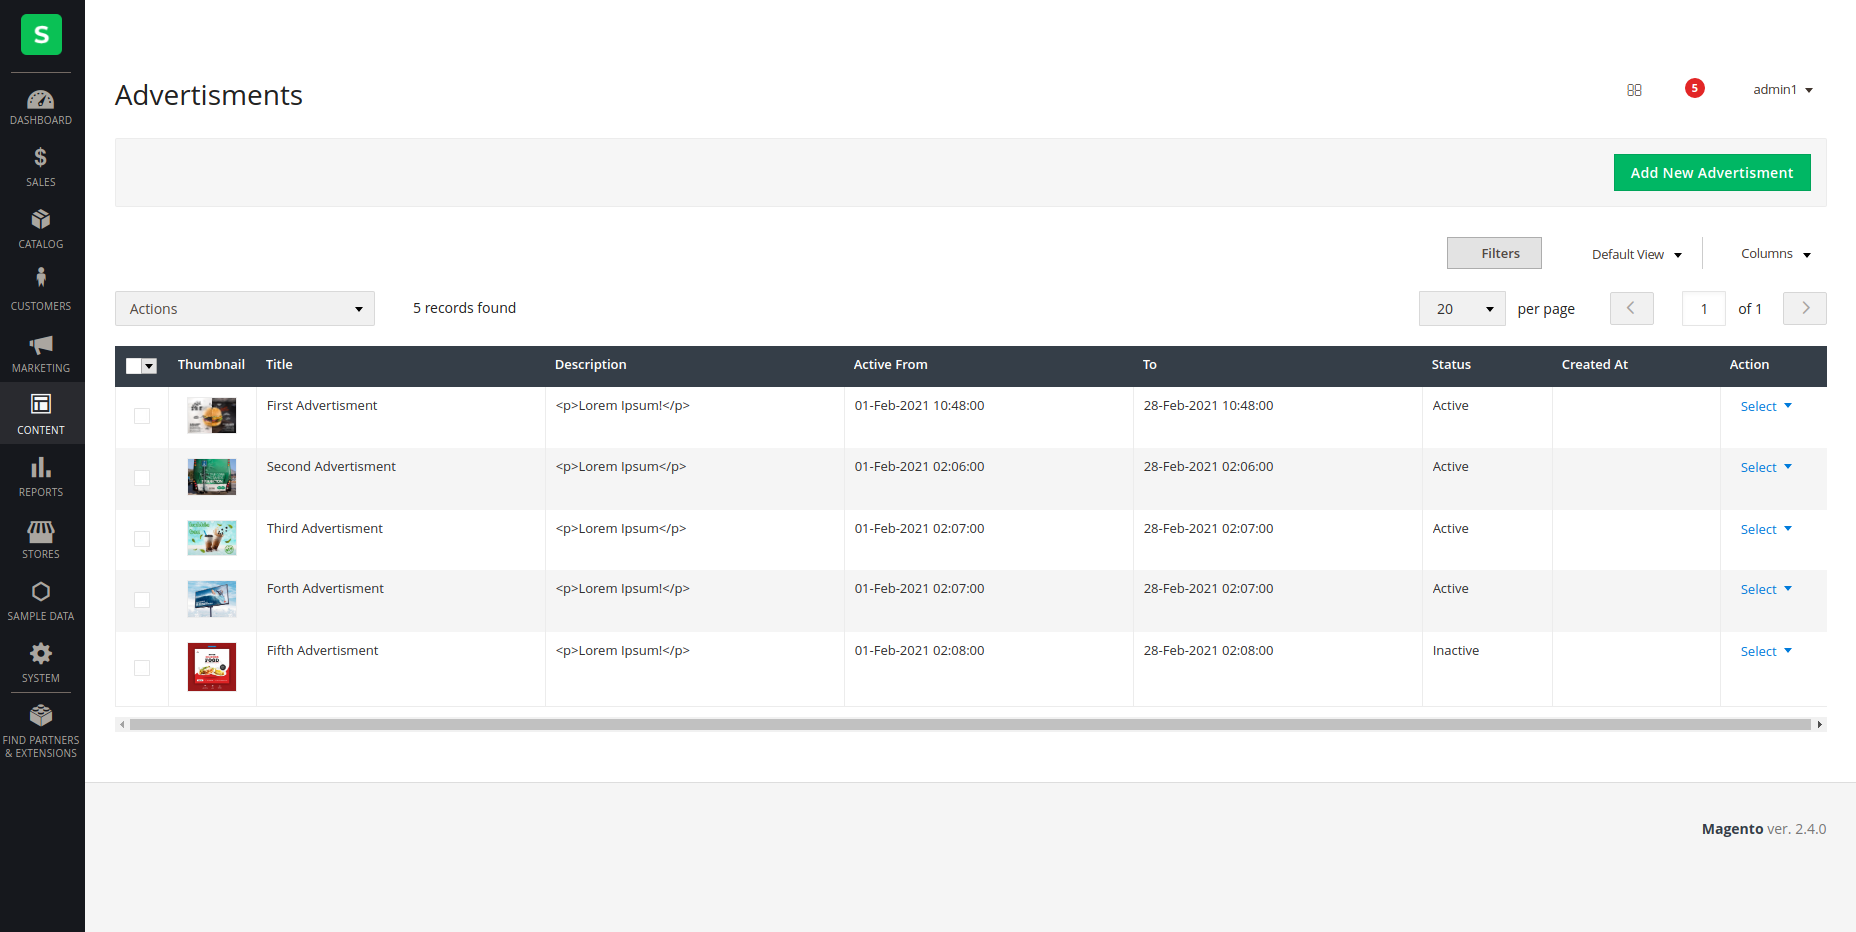 S
DASHBOARD
SALES
CATALOG
CUSTOMERS
MARKETING
CONTENT
REPORTS
STORES
SAMPLE DATA
SYSTEM
FIND PARTNERS
& EXTENSIONS
Advertisments
5
admin1
Add New Advertisment
Filters
Default View
Columns
Actions
5 records found
20
per page
1
of 1
Thumbnail Title Description Active From To Status Created At Action
First Advertisment <p>Lorem Ipsum!</p> 01-Feb-2021 10:48:00 28-Feb-2021 10:48:00 Active Select
Second Advertisment <p>Lorem Ipsum</p> 01-Feb-2021 02:06:00 28-Feb-2021 02:06:00 Active Select
Third Advertisment <p>Lorem Ipsum</p> 01-Feb-2021 02:07:00 28-Feb-2021 02:07:00 Active Select
Forth Advertisment <p>Lorem Ipsum!</p> 01-Feb-2021 02:07:00 28-Feb-2021 02:07:00 Active Select
Fifth Advertisment <p>Lorem Ipsum!</p> 01-Feb-2021 02:08:00 28-Feb-2021 02:08:00 Inactive Select
FOOD
Magento ver. 2.4.0